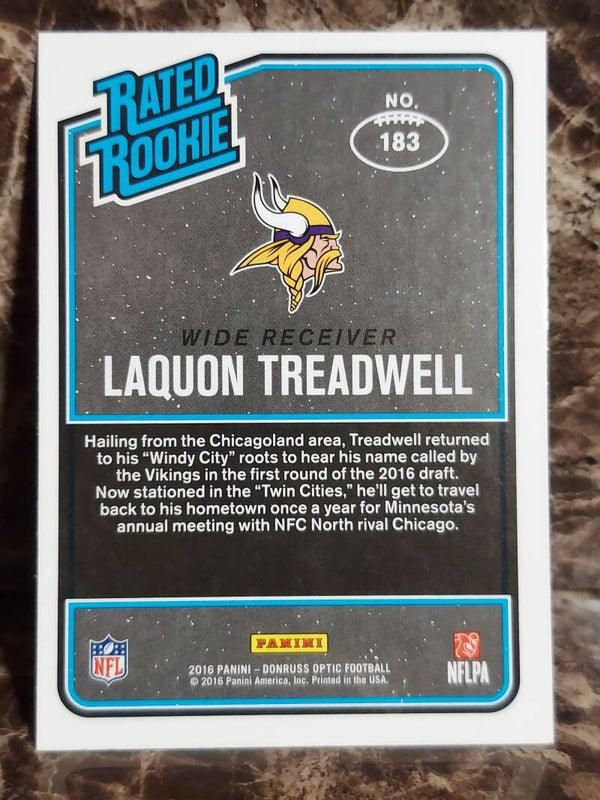 RATED
ROOKIE
NO.
183
WIDE RECEIVER
LAQUON TREADWELL
Hailing from the Chicagoland area, Treadwell returned
to his “Windy City” roots to hear his name called by
the Vikings in the first round of the 2016 draft.
Now stationed in the “Twin Cities,” he’ll get to travel
back to his hometown once a year for Minnesota’s
annual meeting with NFC North rival Chicago.
NFL
PANINI
2016 PANINI – DONRUSS OPTIC FOOTBALL
© 2016 Panini America, Inc. Printed in the USA.
NFLPA